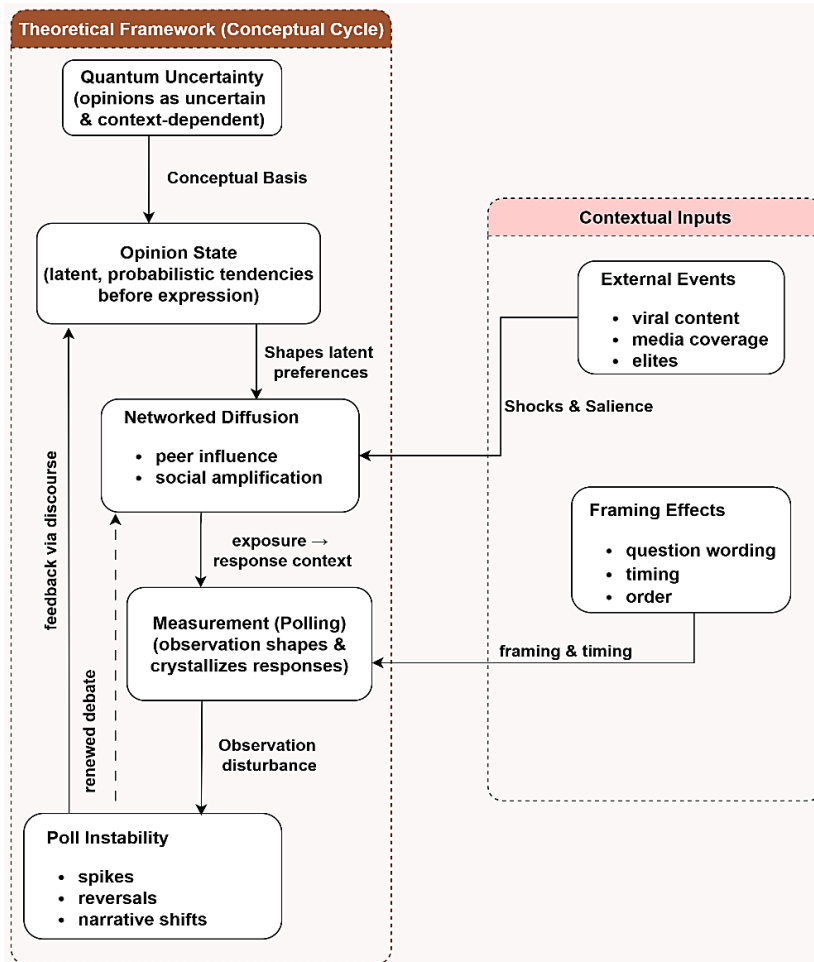 Theoretical Framework (Conceptual Cycle)
Quantum Uncertainty
(opinions as uncertain
& context-dependent)
Conceptual Basis
Opinion State
(latent, probabilistic tendencies
before expression)
Shapes latent
preferences
Networked Diffusion
• peer influence
• social amplification
exposure →
response context
Measurement (Polling)
(observation shapes &
crystallizes responses)
Observation
disturbance
Poll Instability
• spikes
• reversals
• narrative shifts
feedback via discourse
renewed debate
Contextual Inputs
External Events
• viral content
• media coverage
• elites
Shocks & Salience
Framing Effects
• question wording
• timing
• order
framing & timing